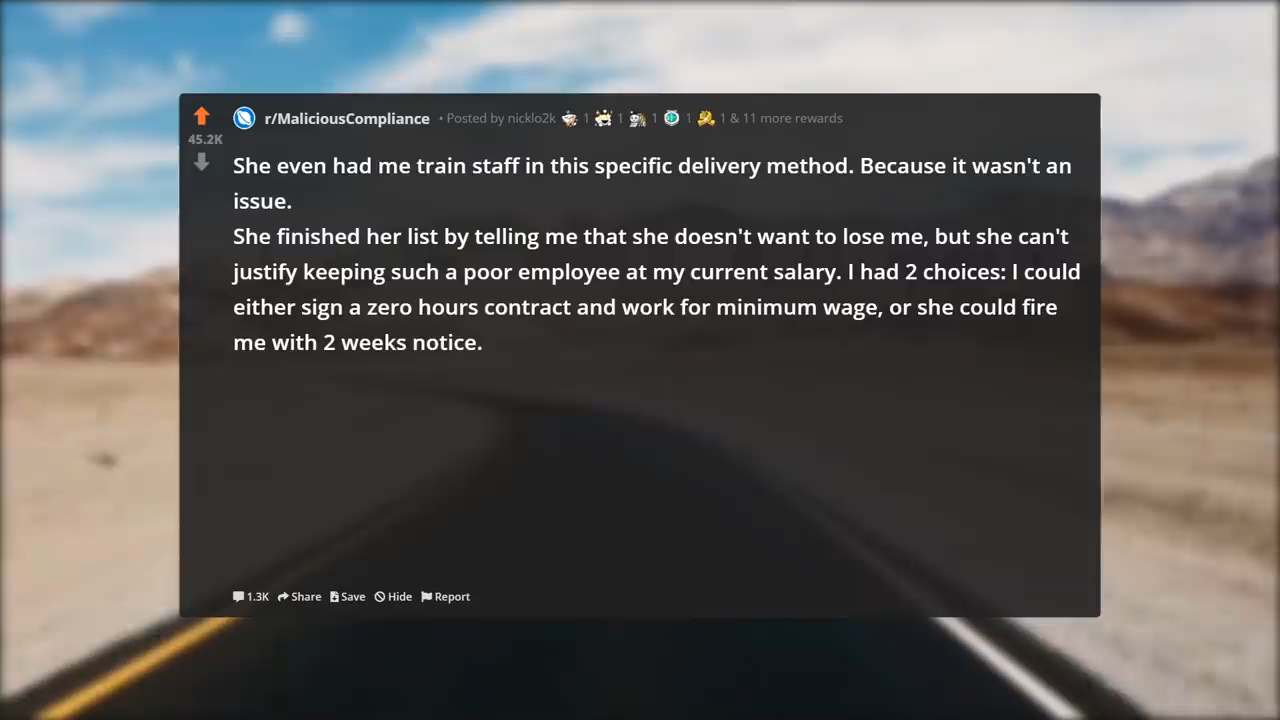 r/MaliciousCompliance • Posted by nicklo2k 1 1 1 1 1 & 11 more rewards
45.2K
She even had me train staff in this specific delivery method. Because it wasn't an
issue.
She finished her list by telling me that she doesn't want to lose me, but she can't
justify keeping such a poor employee at my current salary. I had 2 choices: I could
either sign a zero hours contract and work for minimum wage, or she could fire
me with 2 weeks notice.
1.3K Share Save Hide Report